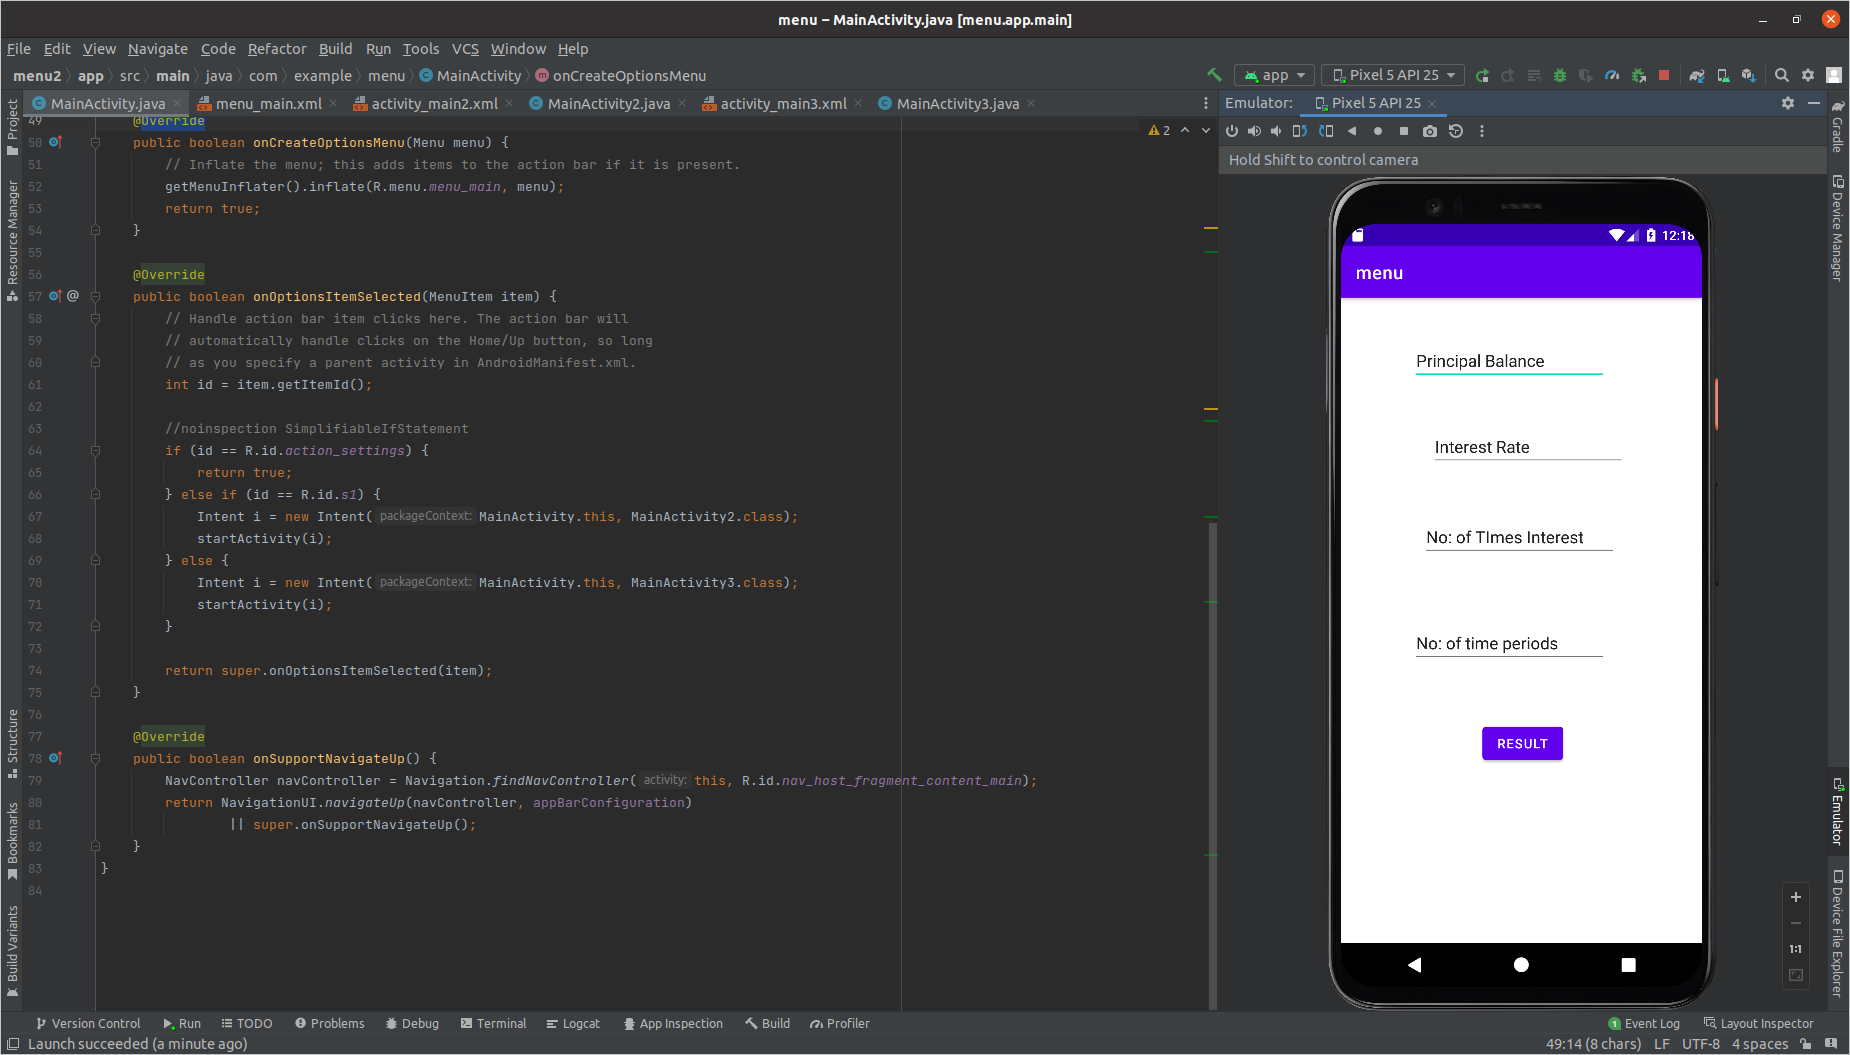 menu – MainActivity.java [menu.app.main]
File Edit View Navigate Code Refactor Build Run Tools VCS Window Help
menu2 app src main java com example menu MainActivity onCreateOptionsMenu
app Pixel 5 API 25
MainActivity.java menu_main.xml activity_main2.xml MainActivity2.java activity_main3.xml MainActivity3.java
Emulator: Pixel 5 API 25
Project
Resource Manager
Structure
Bookmarks
Build Variants
49 @Override
2
50 public boolean onCreateOptionsMenu(Menu menu) {
51 // Inflate the menu; this adds items to the action bar if it is present.
52 getMenuInflater().inflate(R.menu.menu_main, menu);
53 return true;
54 }
55
56 @Override
57 @ public boolean onOptionsItemSelected(MenuItem item) {
58 // Handle action bar item clicks here. The action bar will
59 // automatically handle clicks on the Home/Up button, so long
60 // as you specify a parent activity in AndroidManifest.xml.
61 int id = item.getItemId();
62
63 //noinspection SimplifiableIfStatement
64 if (id == R.id.action_settings) {
65 return true;
66 } else if (id == R.id.s1) {
67 Intent i = new Intent( packageContext: MainActivity.this, MainActivity2.class);
68 startActivity(i);
69 } else {
70 Intent i = new Intent( packageContext: MainActivity.this, MainActivity3.class);
71 startActivity(i);
72 }
73
74 return super.onOptionsItemSelected(item);
75 }
76
77 @Override
78 public boolean onSupportNavigateUp() {
79 NavController navController = Navigation.findNavController( activity: this, R.id.nav_host_fragment_content_main);
80 return NavigationUI.navigateUp(navController, appBarConfiguration)
81 || super.onSupportNavigateUp();
82 }
83 }
84
Hold Shift to control camera
12:18
menu
Principal Balance
Interest Rate
No: of TImes Interest
No: of time periods
RESULT
1:1
Gradle
Device Manager
Emulator
Device File Explorer
Version Control Run TODO Problems Debug Terminal Logcat App Inspection Build Profiler
1 Event Log Layout Inspector
Launch succeeded (a minute ago)
49:14 (8 chars) LF UTF-8 4 spaces